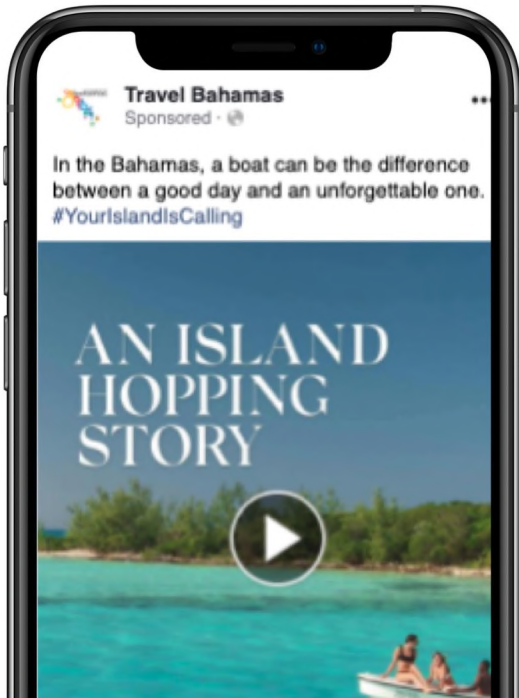 Travel Bahamas
Sponsored ·
In the Bahamas, a boat can be the difference
between a good day and an unforgettable one.
#YourIslandIsCalling
AN ISLAND
HOPPING
STORY